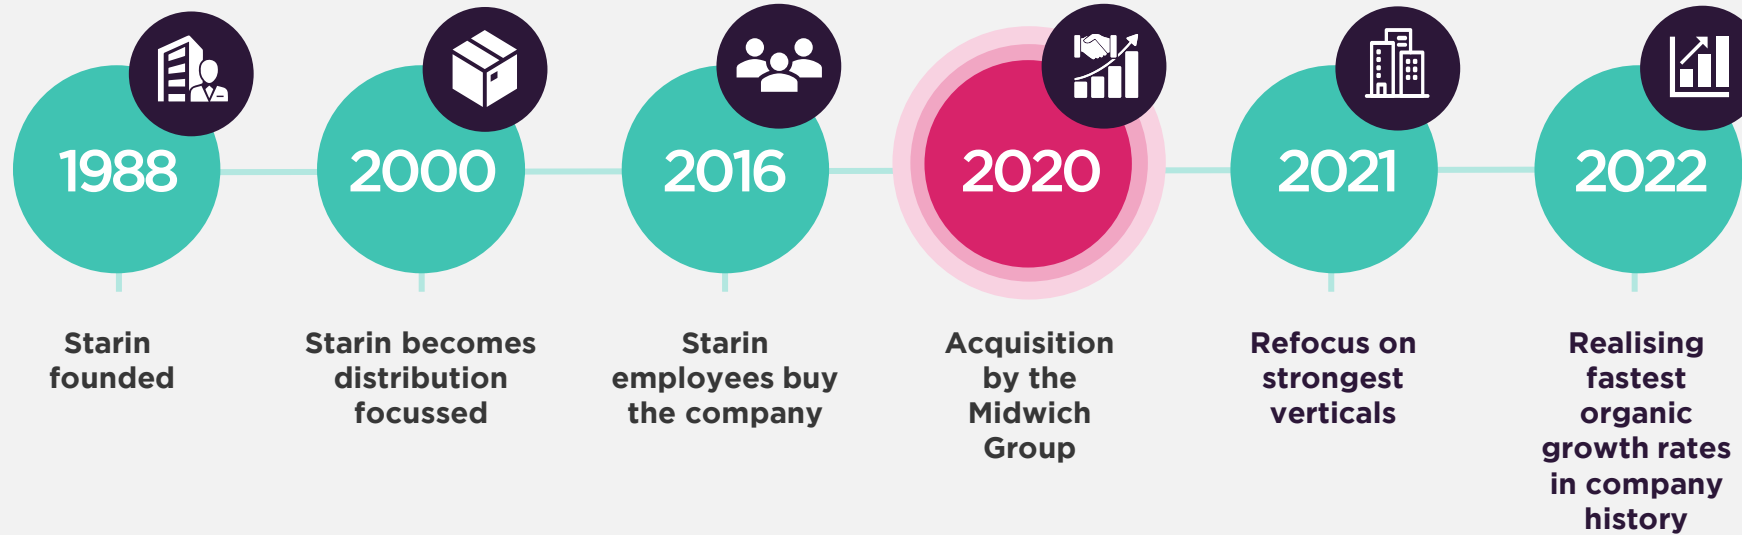 1988
2000
2016
2020
2021
2022
Starin
founded
Starin becomes
distribution
focussed
Starin
employees buy
the company
Acquisition
by the
Midwich
Group
Refocus on
strongest
verticals
Realising
fastest
organic
growth rates
in company
history